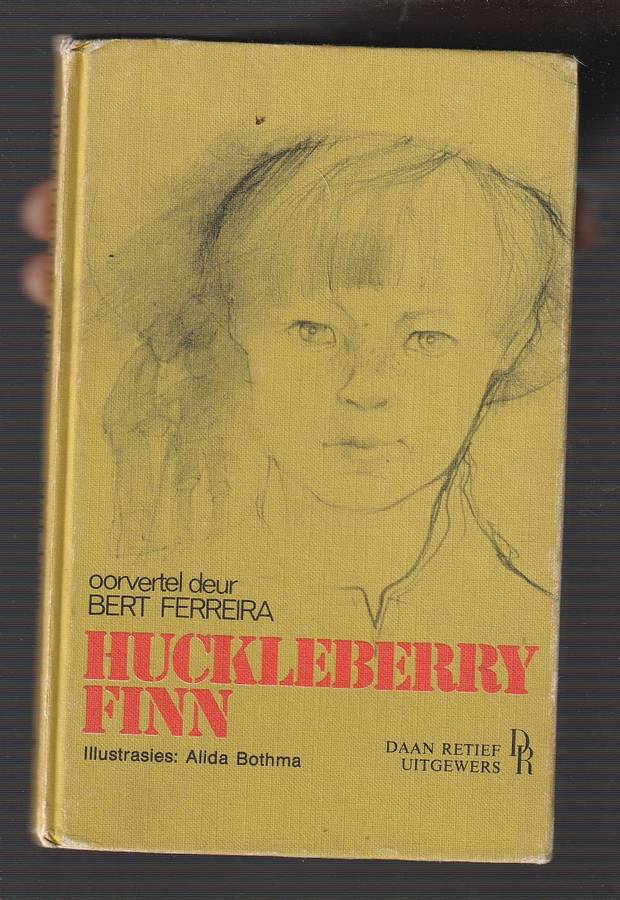 oorvertel deur
BERT FERREIRA
HUCKLEBERRY
FINN
Illustrasies: Alida Bothma
DAAN RETIEF
UITGEWERS
DR